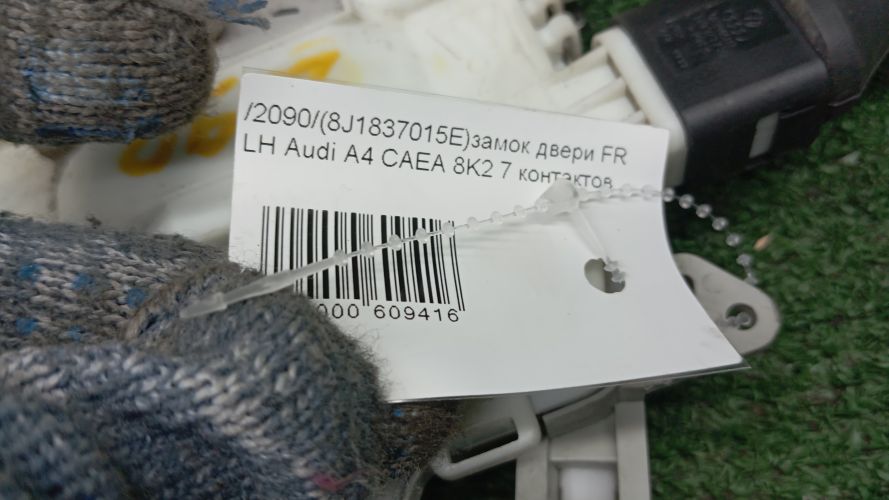 /2090/(8J1837015E)замок двери FR
LH Audi A4 CAEA 8K2 7 контактов
000 609416